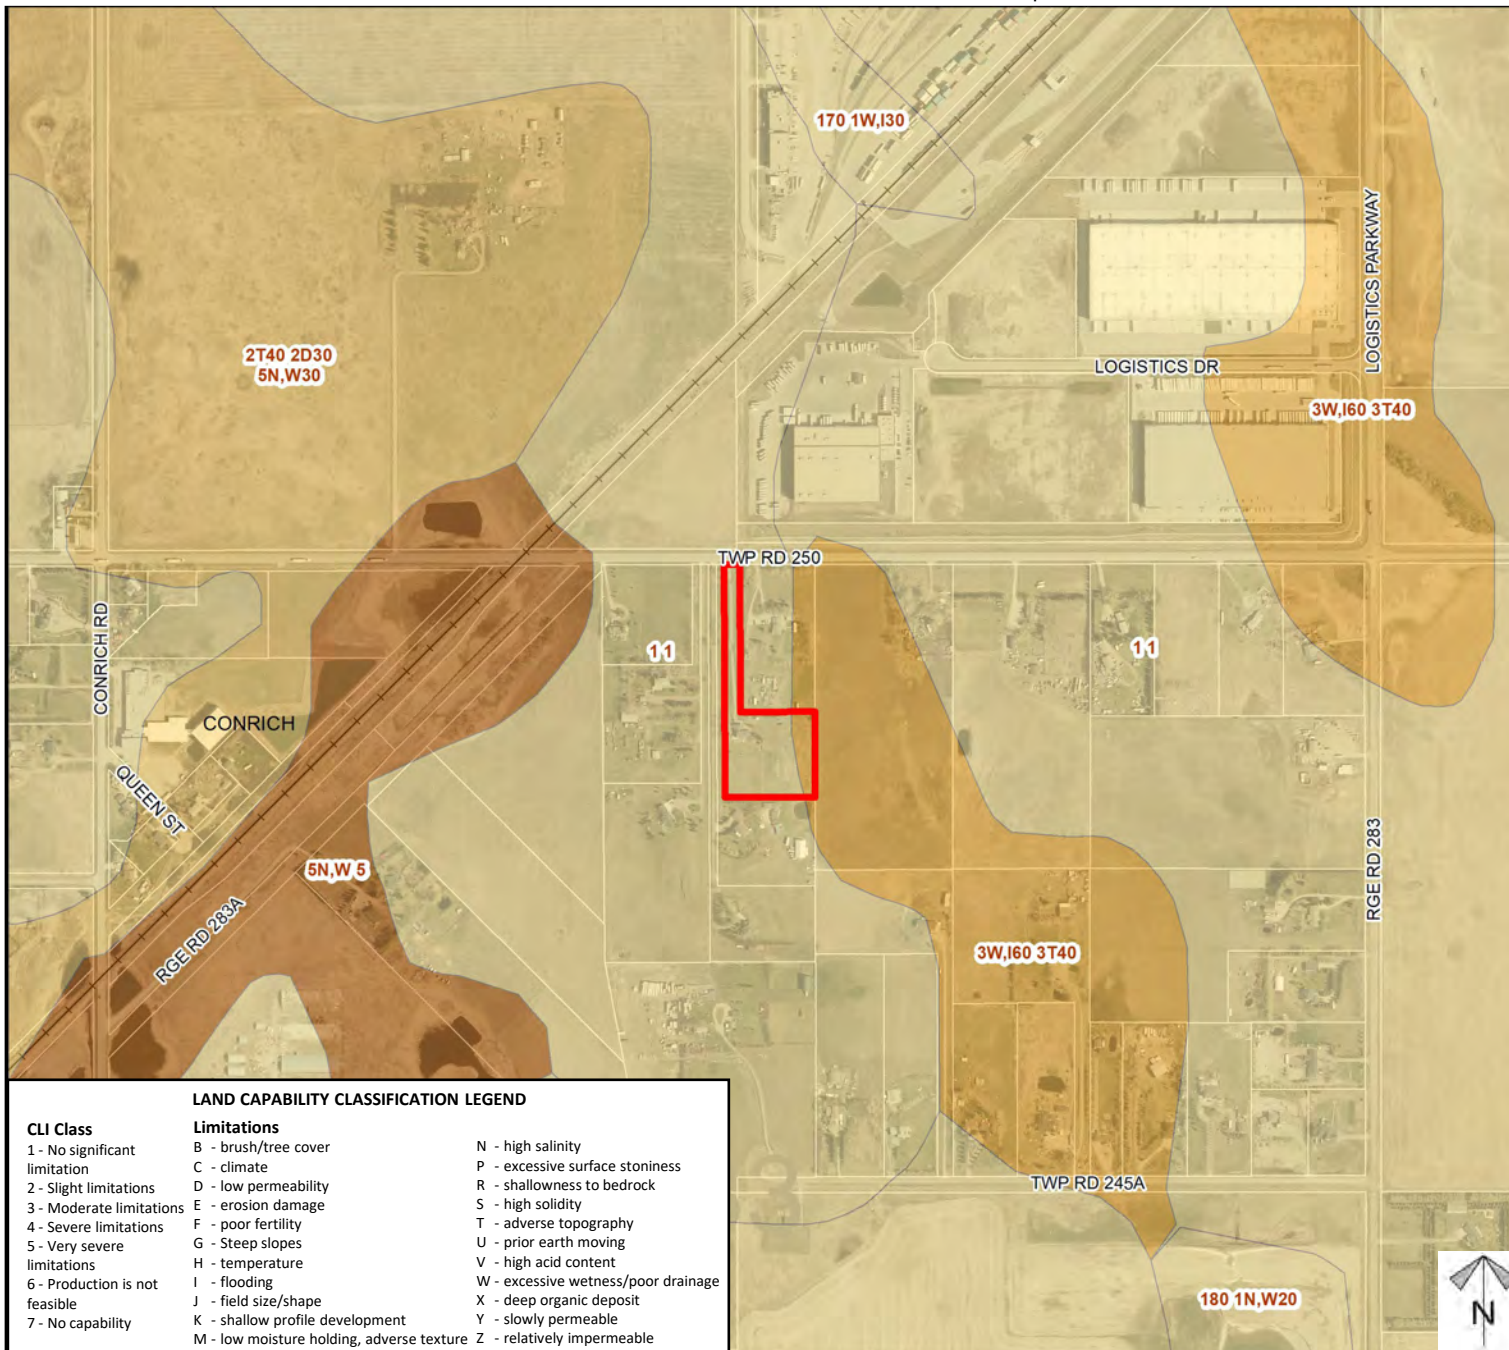 170 1W,I30
LOGISTICS PARKWAY
2T40 2D30
5N,W30
LOGISTICS DR
3W,I60 3T40
TWP RD 250
CONRICH RD
11
11
CONRICH
QUEEN ST
5N,W 5
RGE RD 283A
RGE RD 283
3W,I60 3T40
TWP RD 245A
180 1N,W20
N
LAND CAPABILITY CLASSIFICATION LEGEND
CLI Class
1 - No significant
limitation
2 - Slight limitations
3 - Moderate limitations
4 - Severe limitations
5 - Very severe
limitations
6 - Production is not
feasible
7 - No capability
Limitations
B - brush/tree cover
C - climate
D - low permeability
E - erosion damage
F - poor fertility
G - Steep slopes
H - temperature
I - flooding
J - field size/shape
K - shallow profile development
M - low moisture holding, adverse texture
N - high salinity
P - excessive surface stoniness
R - shallowness to bedrock
S - high solidity
T - adverse topography
U - prior earth moving
V - high acid content
W - excessive wetness/poor drainage
X - deep organic deposit
Y - slowly permeable
Z - relatively impermeable